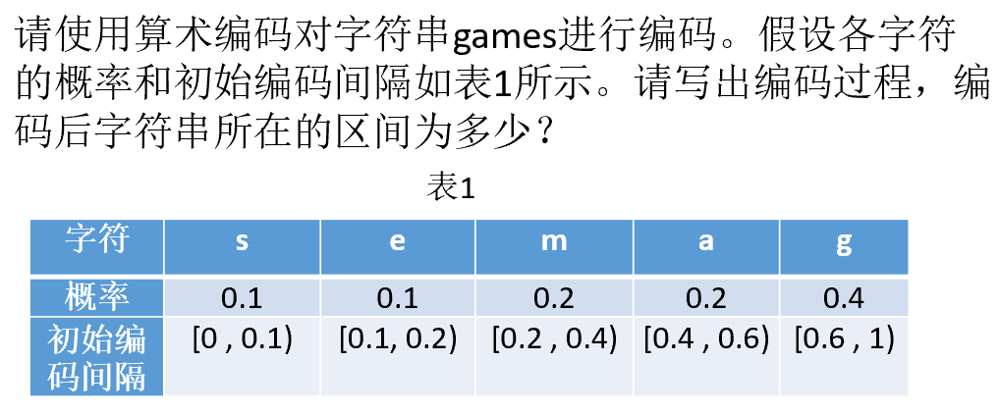 请使用算术编码对字符串games进行编码。假设各字符
的概率和初始编码间隔如表1所示。请写出编码过程，编
码后字符串所在的区间为多少？
表1
字符 s e m a g
概率 0.1 0.1 0.2 0.2 0.4
初始编 [0 , 0.1) [0.1, 0.2) [0.2 , 0.4) [0.4 , 0.6) [0.6 , 1)
码间隔